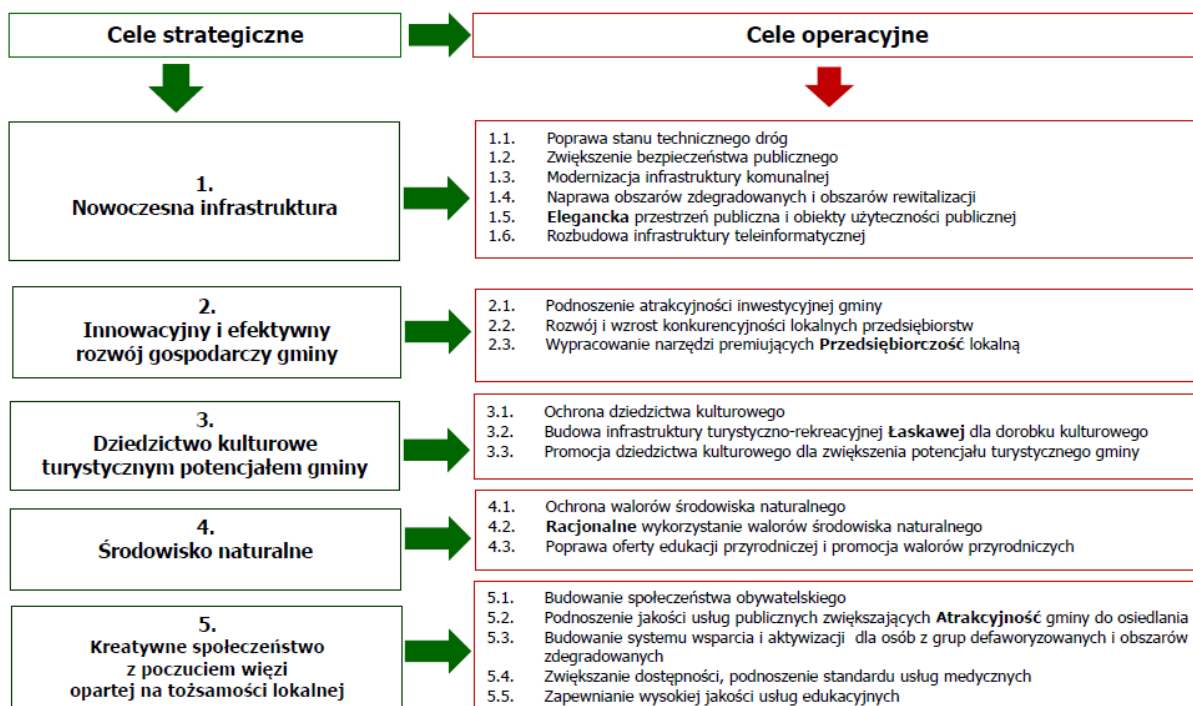 Cele strategiczne
Cele operacyjne
1.
Nowoczesna infrastruktura
1.1. Poprawa stanu technicznego dróg
1.2. Zwiększenie bezpieczeństwa publicznego
1.3. Modernizacja infrastruktury komunalnej
1.4. Naprawa obszarów zdegradowanych i obszarów rewitalizacji
1.5. Elegancka przestrzeń publiczna i obiekty użyteczności publicznej
1.6. Rozbudowa infrastruktury teleinformatycznej
2.
Innowacyjny i efektywny
rozwój gospodarczy gminy
2.1. Podnoszenie atrakcyjności inwestycyjnej gminy
2.2. Rozwój i wzrost konkurencyjności lokalnych przedsiębiorstw
2.3. Wypracowanie narzędzi premiujących Przedsiębiorczość lokalną
3.
Dziedzictwo kulturowe
turystycznym potencjałem gminy
3.1. Ochrona dziedzictwa kulturowego
3.2. Budowa infrastruktury turystyczno-rekreacyjnej Łaskawej dla dorobku kulturowego
3.3. Promocja dziedzictwa kulturowego dla zwiększenia potencjału turystycznego gminy
4.
Środowisko naturalne
4.1. Ochrona walorów środowiska naturalnego
4.2. Racjonalne wykorzystanie walorów środowiska naturalnego
4.3. Poprawa oferty edukacji przyrodniczej i promocja walorów przyrodniczych
5.
Kreatywne społeczeństwo
z poczuciem więzi
opartej na tożsamości lokalnej
5.1. Budowanie społeczeństwa obywatelskiego
5.2. Podnoszenie jakości usług publicznych zwiększających Atrakcyjność gminy do osiedlania
5.3. Budowanie systemu wsparcia i aktywizacji dla osób z grup defaworyzowanych i obszarów
zdegradowanych
5.4. Zwiększanie dostępności, podnoszenie standardu usług medycznych
5.5. Zapewnianie wysokiej jakości usług edukacyjnych